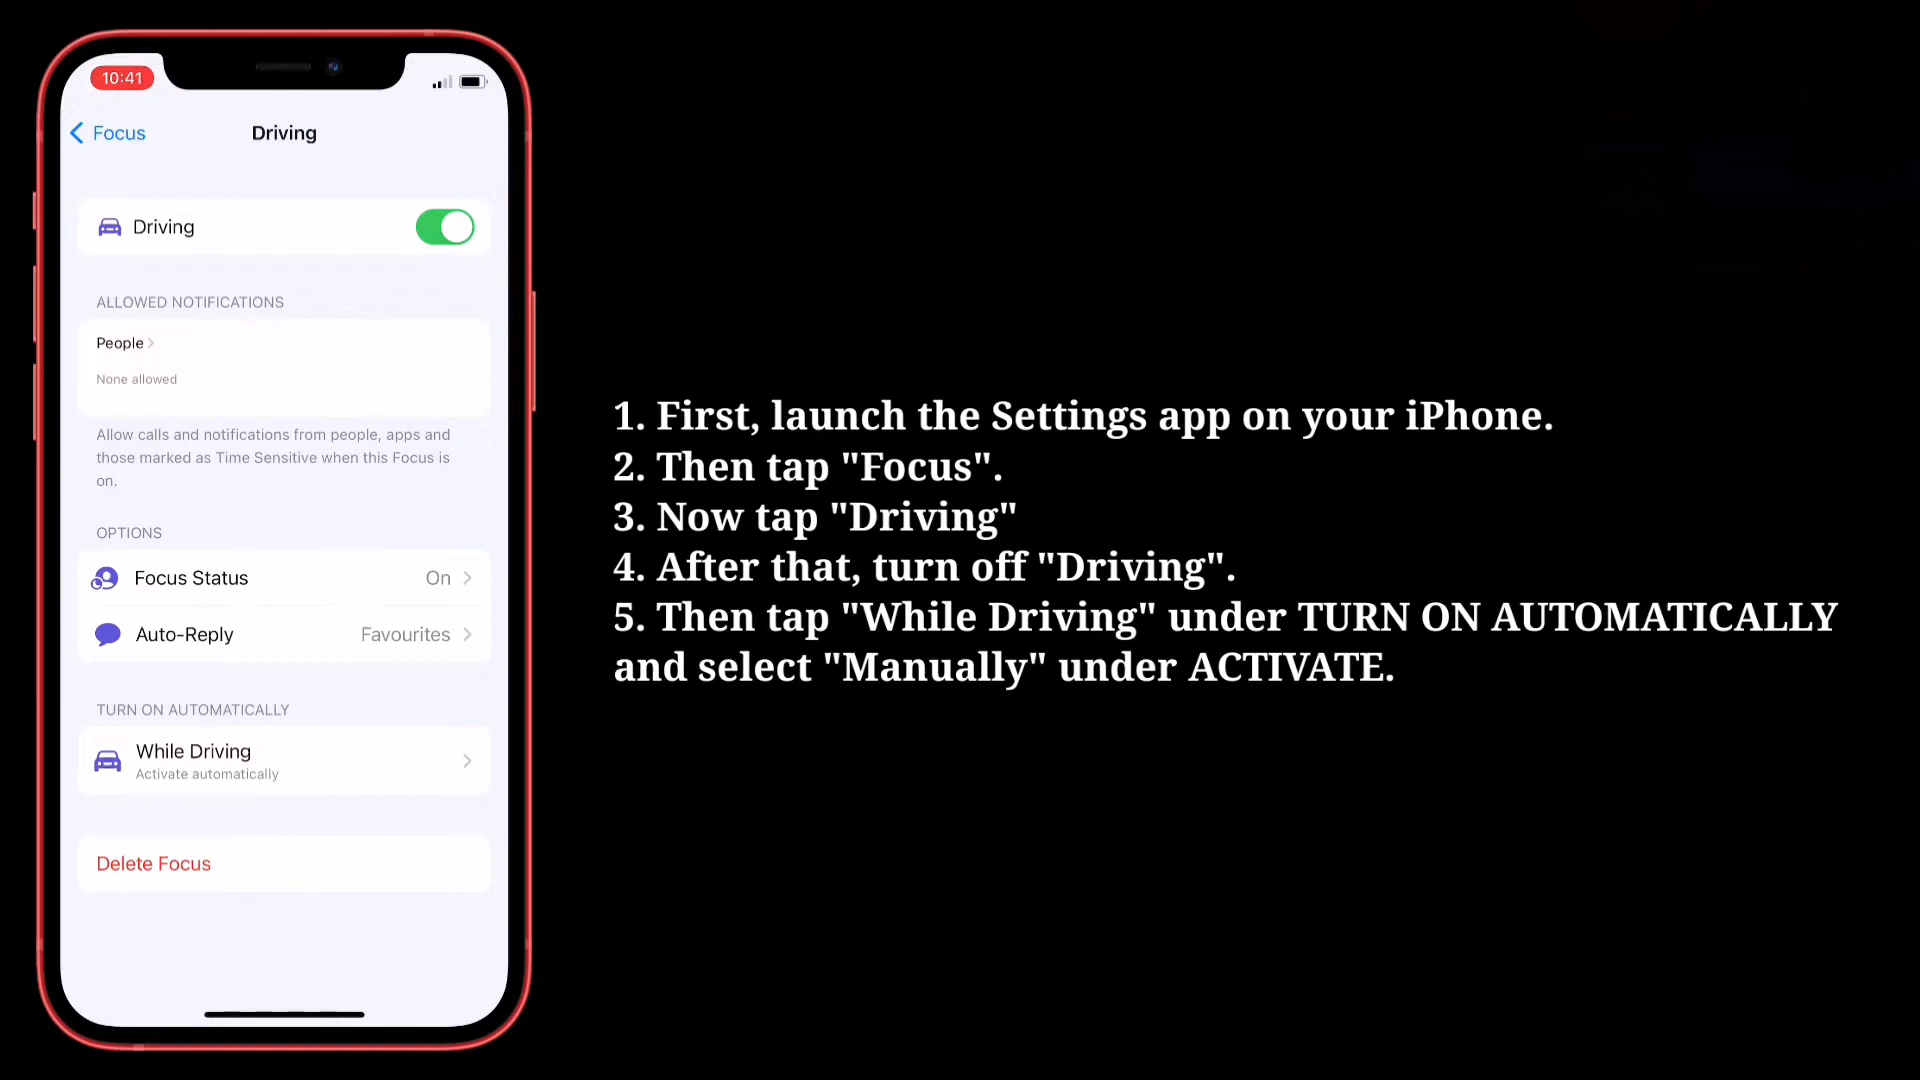 10:41
Focus
Driving
Driving
ALLOWED NOTIFICATIONS
People
None allowed
Allow calls and notifications from people, apps and
those marked as Time Sensitive when this Focus is
on.
OPTIONS
Focus Status On
Auto-Reply Favourites
TURN ON AUTOMATICALLY
While Driving
Activate automatically
Delete Focus
1. First, launch the Settings app on your iPhone.
2. Then tap "Focus".
3. Now tap "Driving"
4. After that, turn off "Driving".
5. Then tap "While Driving" under TURN ON AUTOMATICALLY
and select "Manually" under ACTIVATE.